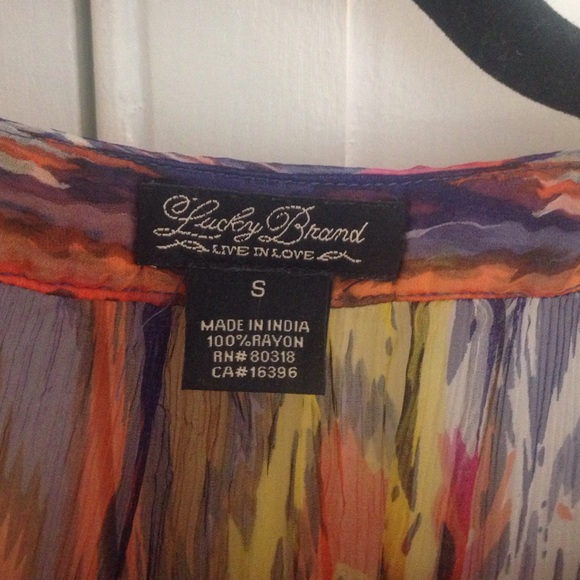 Lucky Brand
LIVE IN LOVE
S
MADE IN INDIA
100%RAYON
RN# 80318
CA#16396